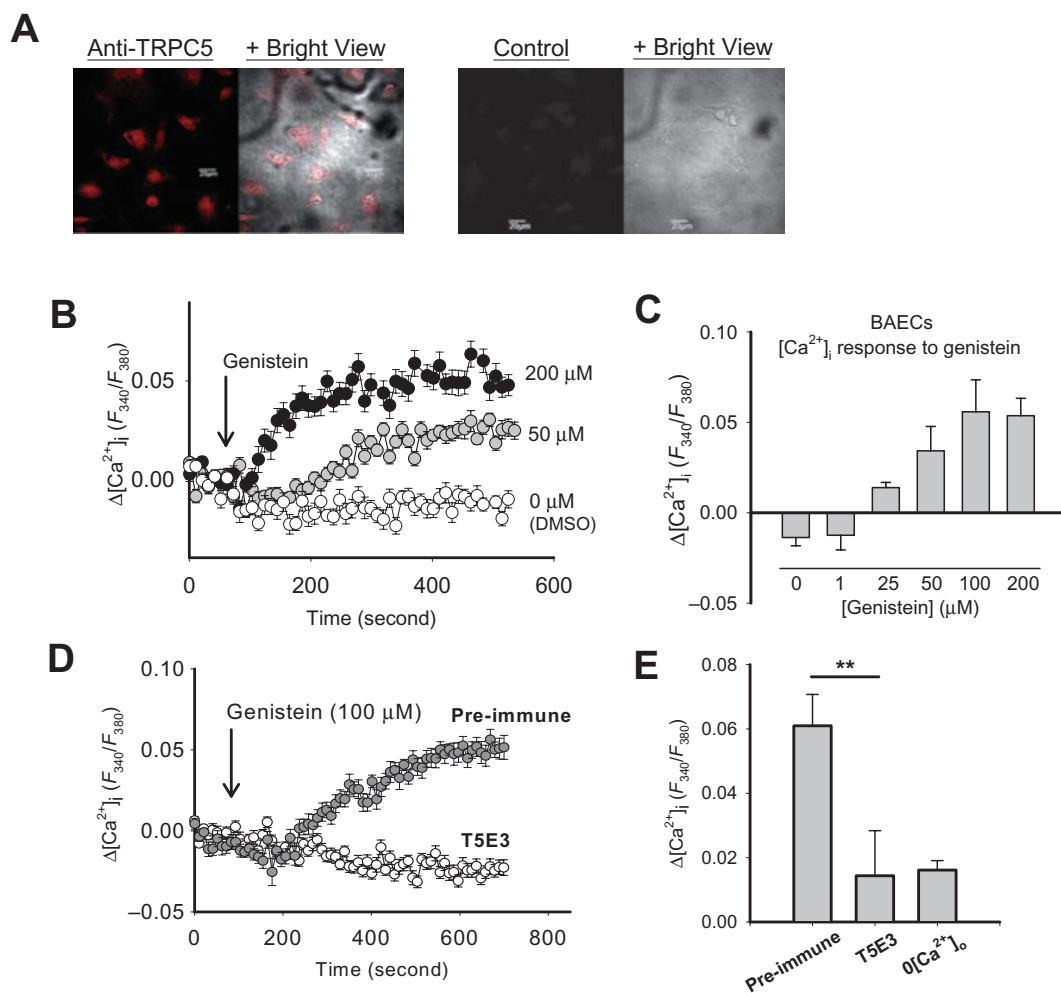 A
Anti-TRPC5
+ Bright View
Control
+ Bright View
20µm
20µm
20µm
20µm
B
Δ[Ca²⁺]ᵢ (F₃₄₀/F₃₈₀)
0.05
0.00
Genistein
200 µM
50 µM
0 µM
(DMSO)
0
200
400
600
Time (second)
C
Δ[Ca²⁺]ᵢ (F₃₄₀/F₃₈₀)
0.10
0.05
0.00
−0.05
BAECs
[Ca²⁺]ᵢ response to genistein
0 1 25 50 100 200
[Genistein] (µM)
D
Δ[Ca²⁺]ᵢ (F₃₄₀/F₃₈₀)
0.10
0.05
0.00
−0.05
Genistein (100 µM)
Pre-immune
T5E3
0 200 400 600 800
Time (second)
E
Δ[Ca²⁺]ᵢ (F₃₄₀/F₃₈₀)
0.08
0.06
0.04
0.02
0.00
**
Pre-immune
T5E3
0[Ca²⁺]ₒ